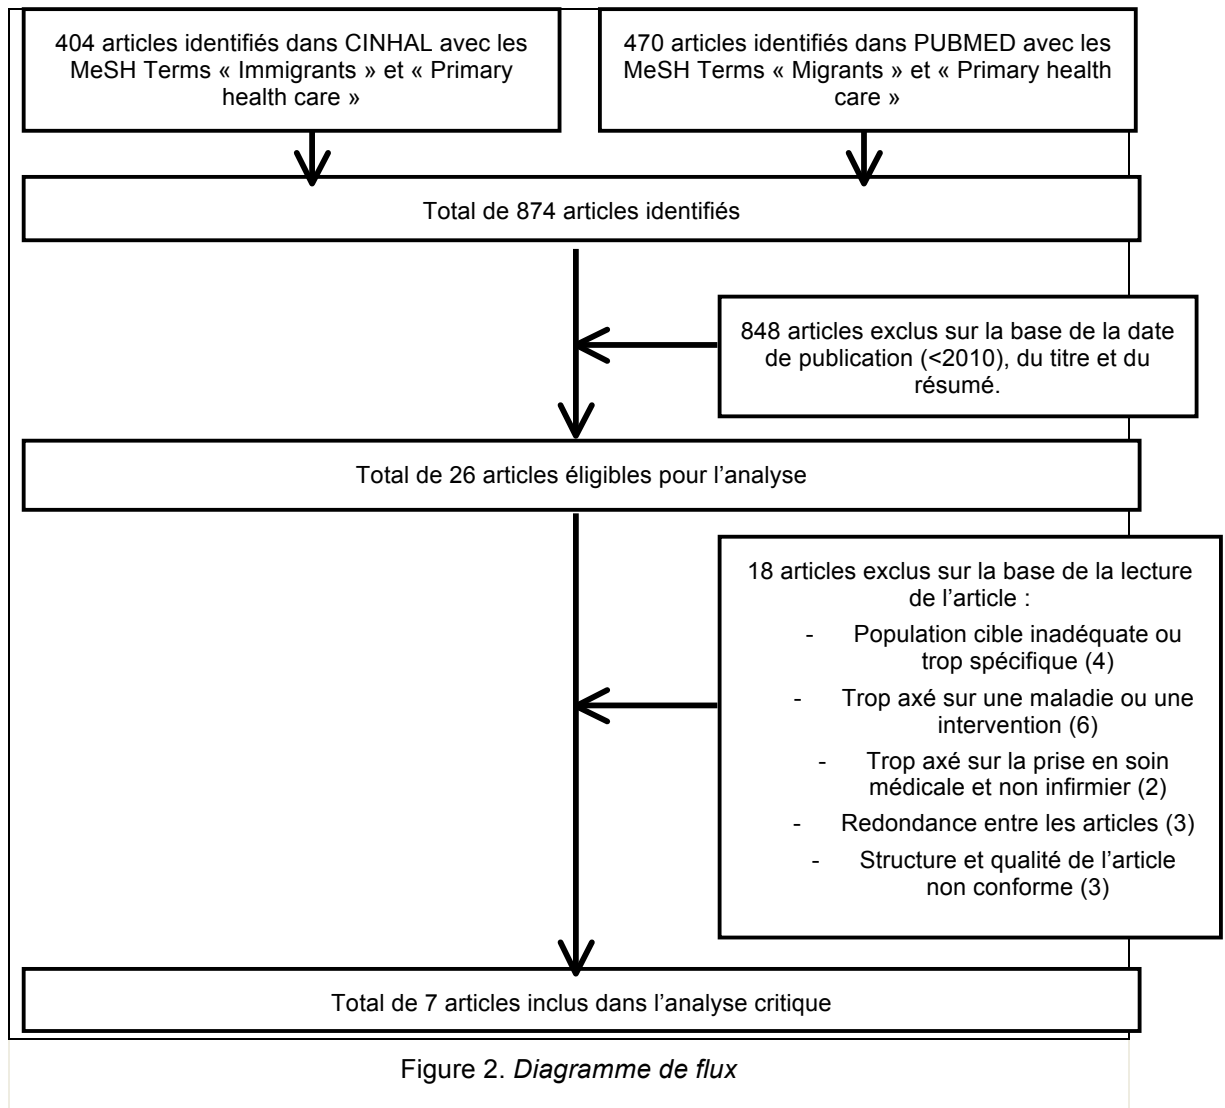 404 articles identifiés dans CINHAL avec les
MeSH Terms « Immigrants » et « Primary
health care »
470 articles identifiés dans PUBMED avec les
MeSH Terms « Migrants » et « Primary health
care »
Total de 874 articles identifiés
848 articles exclus sur la base de la date
de publication (<2010), du titre et du
résumé.
Total de 26 articles éligibles pour l’analyse
18 articles exclus sur la base de la lecture
de l’article :
- Population cible inadéquate ou
trop spécifique (4)
- Trop axé sur une maladie ou une
intervention (6)
- Trop axé sur la prise en soin
médicale et non infirmier (2)
- Redondance entre les articles (3)
- Structure et qualité de l’article
non conforme (3)
Total de 7 articles inclus dans l’analyse critique
Figure 2. Diagramme de flux